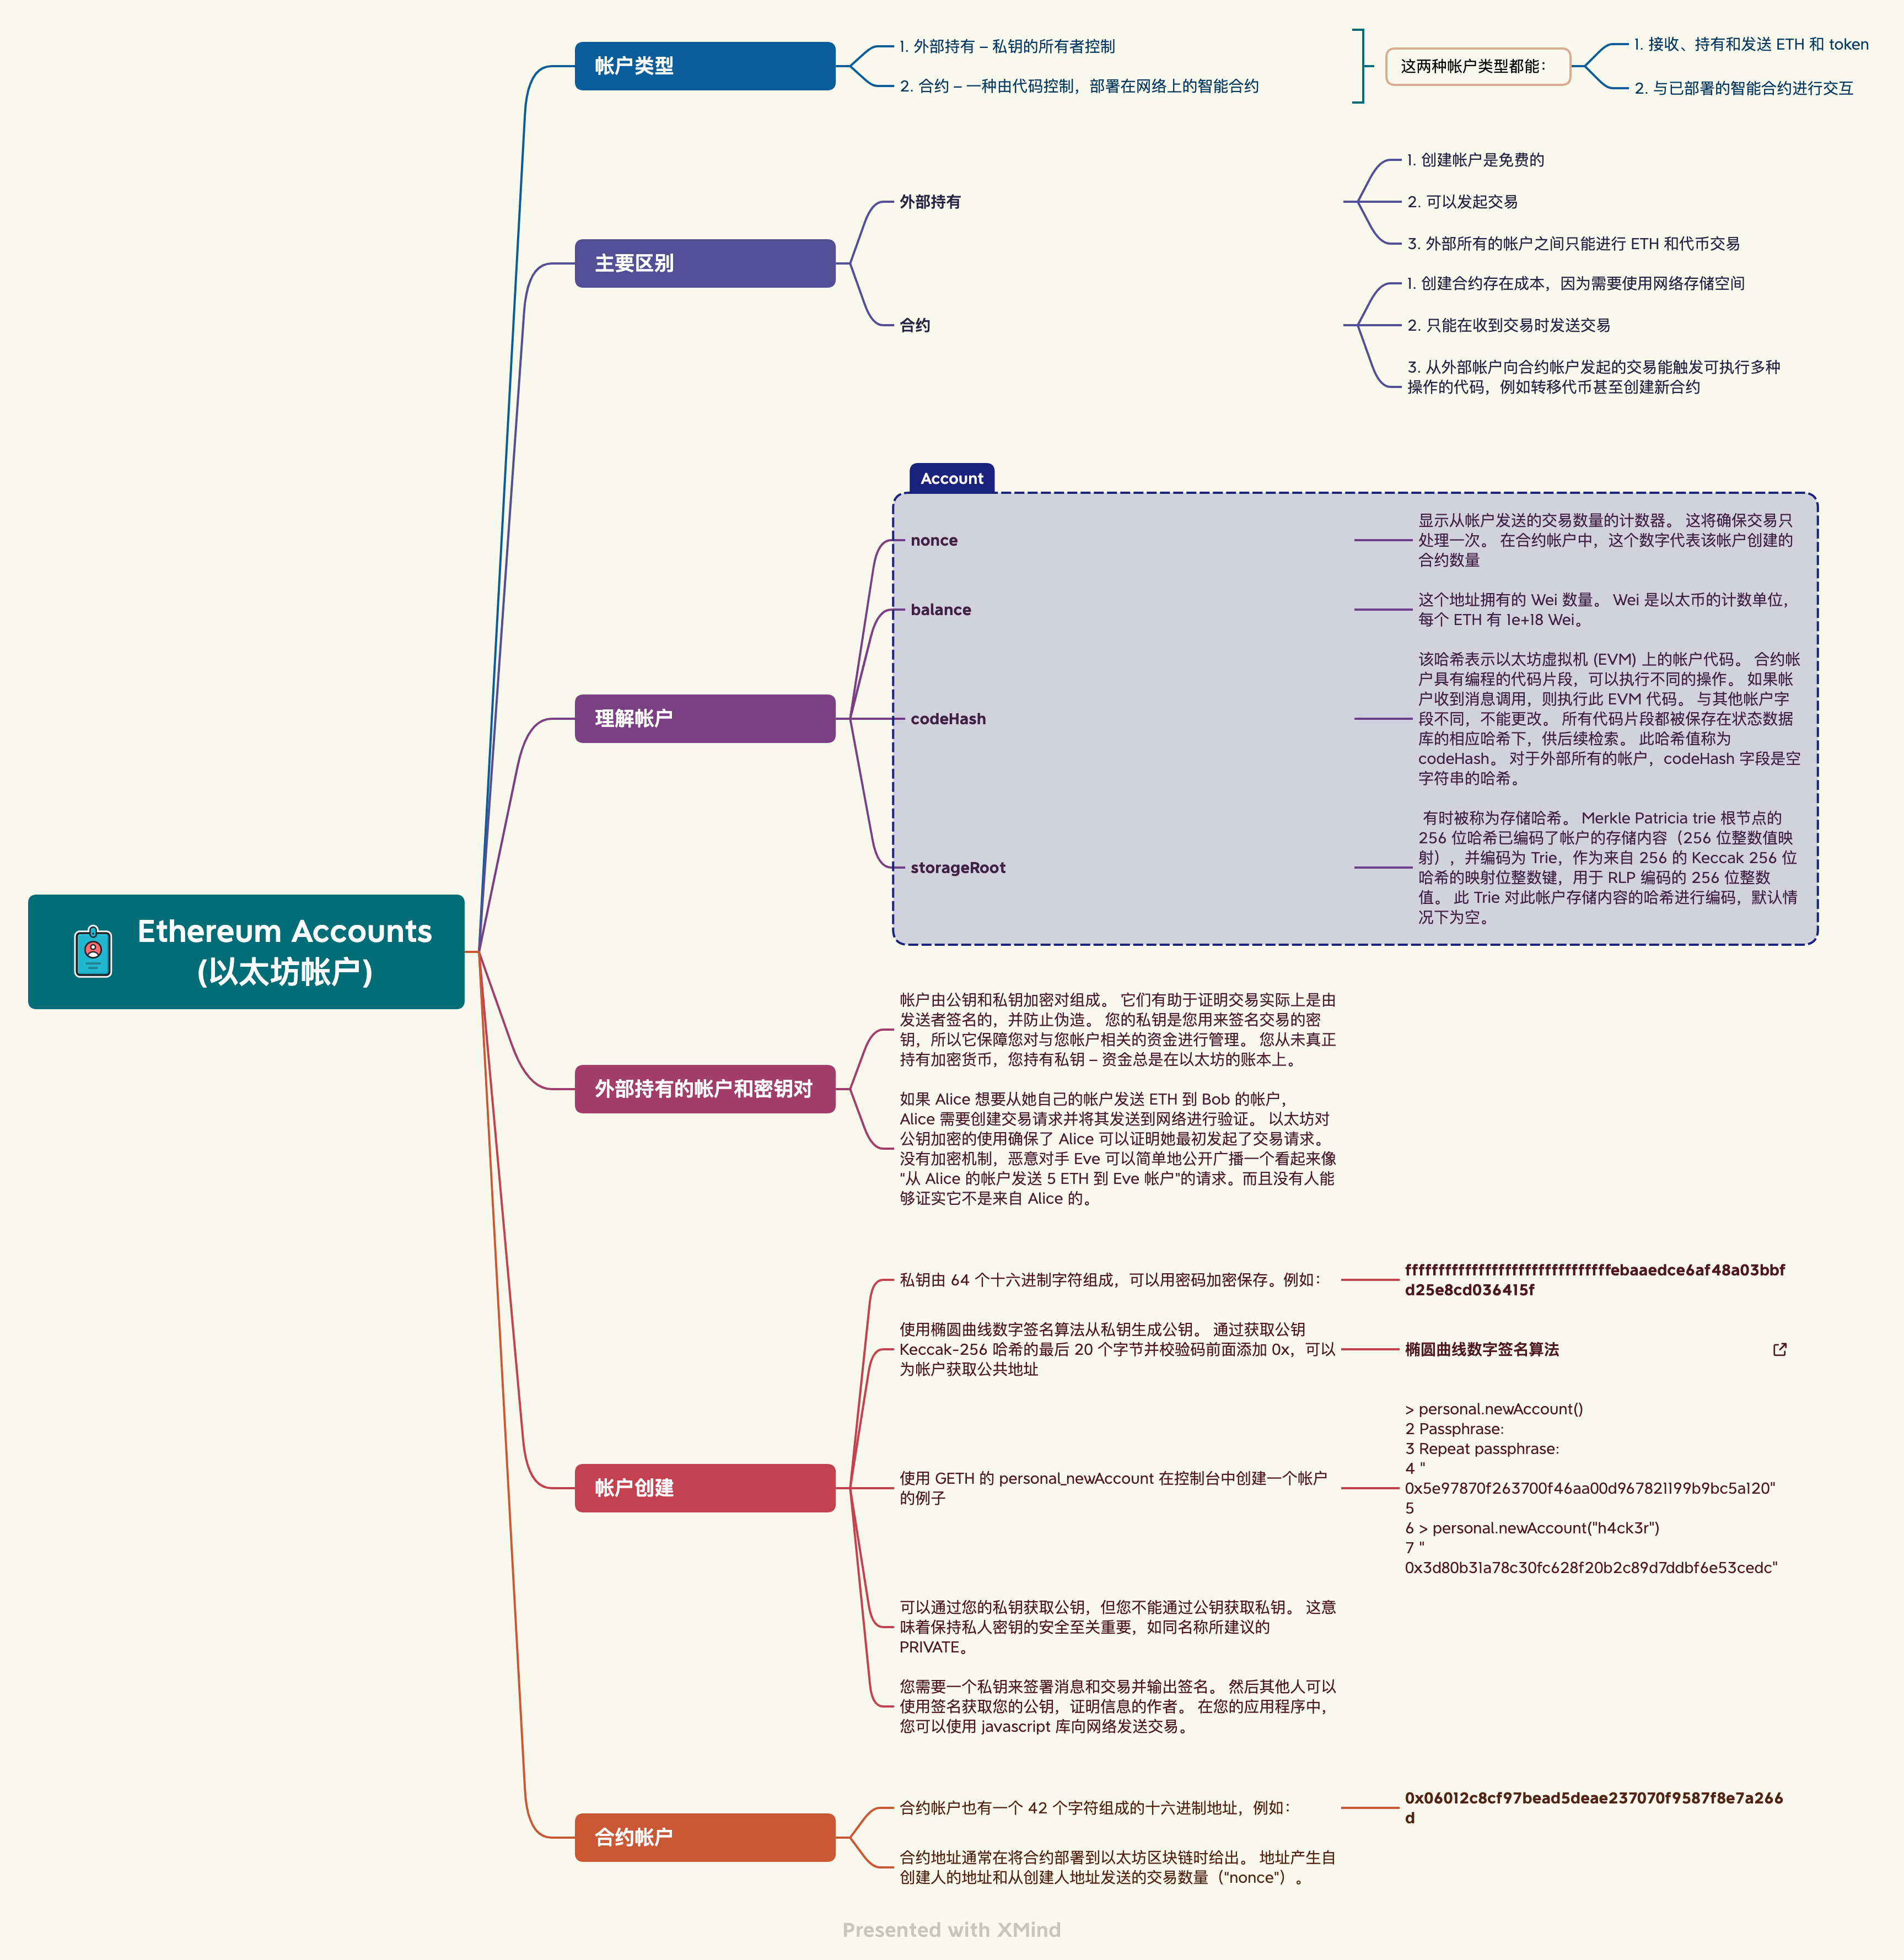 Ethereum Accounts
(以太坊帐户)
帐户类型
1. 外部持有 – 私钥的所有者控制
2. 合约 – 一种由代码控制，部署在网络上的智能合约
这两种帐户类型都能：
1. 接收、持有和发送 ETH 和 token
2. 与已部署的智能合约进行交互
主要区别
外部持有
1. 创建帐户是免费的
2. 可以发起交易
3. 外部所有的帐户之间只能进行 ETH 和代币交易
合约
1. 创建合约存在成本，因为需要使用网络存储空间
2. 只能在收到交易时发送交易
3. 从外部帐户向合约帐户发起的交易能触发可执行多种
操作的代码，例如转移代币甚至创建新合约
理解帐户
Account
nonce
显示从帐户发送的交易数量的计数器。 这将确保交易只
处理一次。 在合约帐户中，这个数字代表该帐户创建的
合约数量
balance
这个地址拥有的 Wei 数量。 Wei 是以太币的计数单位，
每个 ETH 有 1e+18 Wei。
codeHash
该哈希表示以太坊虚拟机 (EVM) 上的帐户代码。 合约帐
户具有编程的代码片段，可以执行不同的操作。 如果帐
户收到消息调用，则执行此 EVM 代码。 与其他帐户字
段不同，不能更改。 所有代码片段都被保存在状态数据
库的相应哈希下，供后续检索。 此哈希值称为
codeHash。 对于外部所有的帐户，codeHash 字段是空
字符串的哈希。
storageRoot
有时被称为存储哈希。 Merkle Patricia trie 根节点的
256 位哈希已编码了帐户的存储内容（256 位整数值映
射），并编码为 Trie，作为来自 256 的 Keccak 256 位
哈希的映射位整数键，用于 RLP 编码的 256 位整数
值。 此 Trie 对此帐户存储内容的哈希进行编码，默认情
况下为空。
外部持有的帐户和密钥对
帐户由公钥和私钥加密对组成。 它们有助于证明交易实际上是由
发送者签名的，并防止伪造。 您的私钥是您用来签名交易的密
钥，所以它保障您对与您帐户相关的资金进行管理。 您从未真正
持有加密货币，您持有私钥 – 资金总是在以太坊的账本上。
如果 Alice 想要从她自己的帐户发送 ETH 到 Bob 的帐户，
Alice 需要创建交易请求并将其发送到网络进行验证。 以太坊对
公钥加密的使用确保了 Alice 可以证明她最初发起了交易请求。
没有加密机制，恶意对手 Eve 可以简单地公开广播一个看起来像
"从 Alice 的帐户发送 5 ETH 到 Eve 帐户"的请求。而且没有人能
够证实它不是来自 Alice 的。
帐户创建
私钥由 64 个十六进制字符组成，可以用密码加密保存。例如：
fffffffffffffffffffffffffffffffebaaedce6af48a03bbf
d25e8cd036415f
使用椭圆曲线数字签名算法从私钥生成公钥。 通过获取公钥
Keccak-256 哈希的最后 20 个字节并校验码前面添加 0x，可以
为帐户获取公共地址
椭圆曲线数字签名算法
使用 GETH 的 personal_newAccount 在控制台中创建一个帐户
的例子
> personal.newAccount()
2 Passphrase:
3 Repeat passphrase:
4 "
0x5e97870f263700f46aa00d967821199b9bc5a120"
5
6 > personal.newAccount("h4ck3r")
7 "
0x3d80b31a78c30fc628f20b2c89d7ddbf6e53cedc"
可以通过您的私钥获取公钥，但您不能通过公钥获取私钥。 这意
味着保持私人密钥的安全至关重要，如同名称所建议的
PRIVATE。
您需要一个私钥来签署消息和交易并输出签名。 然后其他人可以
使用签名获取您的公钥，证明信息的作者。 在您的应用程序中，
您可以使用 javascript 库向网络发送交易。
合约帐户
合约帐户也有一个 42 个字符组成的十六进制地址，例如：
0x06012c8cf97bead5deae237070f9587f8e7a266
d
合约地址通常在将合约部署到以太坊区块链时给出。 地址产生自
创建人的地址和从创建人地址发送的交易数量（"nonce"）。
Presented with XMind